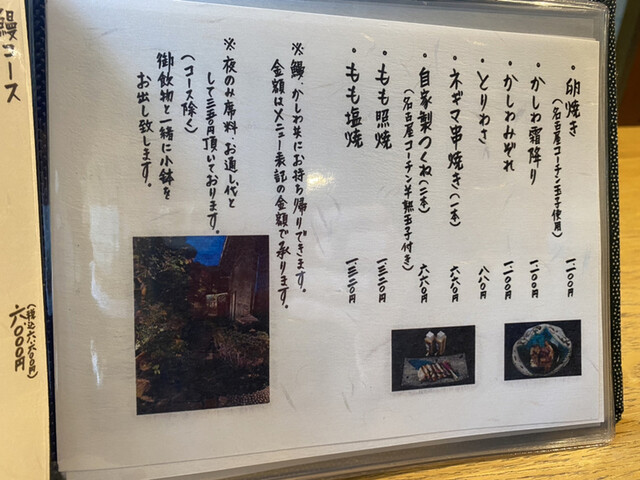 ・卵焼き 一一〇〇円
(名古屋コーチン玉子使用)
・かしわ霜降り 一一〇〇円
・かしわみぞれ 一一〇〇円
・とりわさ 八八〇円
・ネギマ串焼き(一本) 六六〇円
・自家製つくね(二本) 六六〇円
(名古屋コーチン半熟玉子付き)
・もも照焼 一三二〇円
・もも塩焼 一三二〇円
※鰻、かしわ共にお持ち帰りできます。
金額はメニュー表記の金額で承ります。
※夜のみ席料・お通し代と
して三五〇円頂いております。
(コース除く)
御飲物と一緒に小鉢を
お出し致します。
鰻コース
(税込六、六〇〇円)
六〇〇〇円